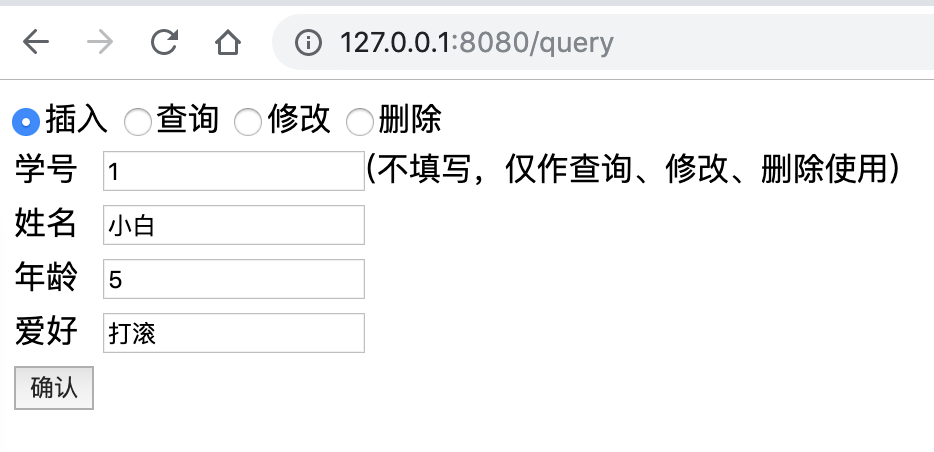 127.0.0.1:8080/query
插入 查询 修改 删除
学号 1 (不填写，仅作查询、修改、删除使用)
姓名 小白
年龄 5
爱好 打滚
确认